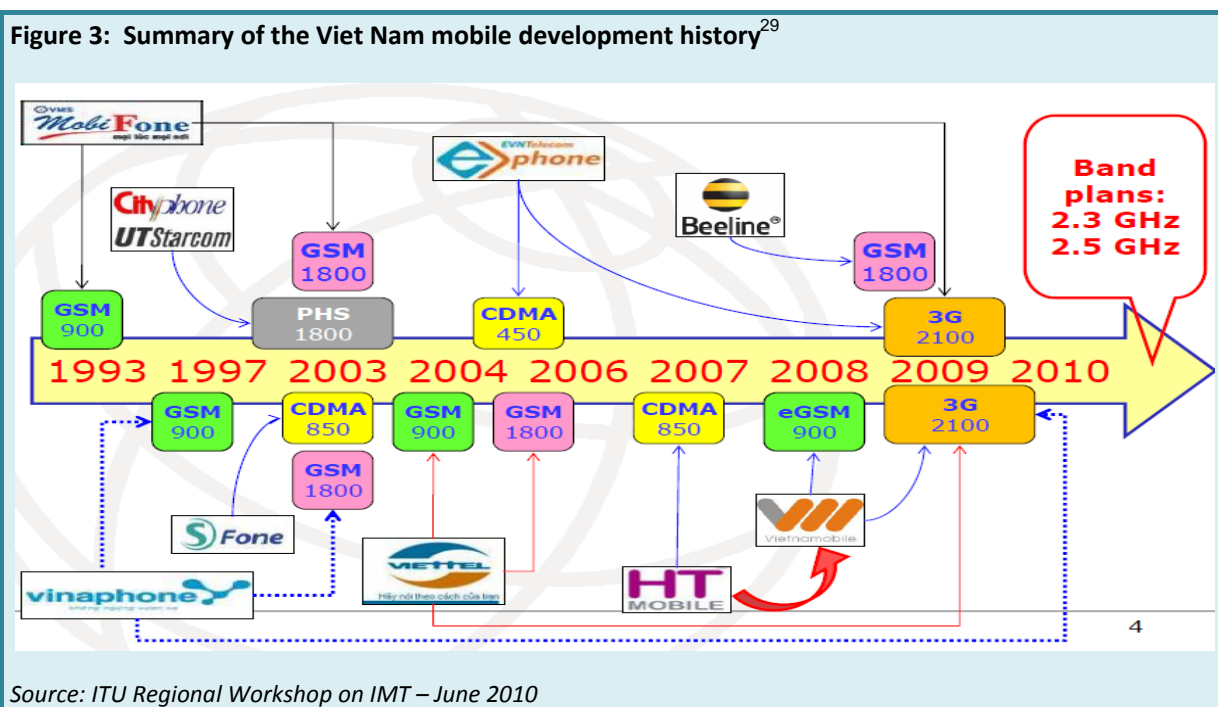 Figure 3: Summary of the Viet Nam mobile development history29
VMS
MobiFone
mọi lúc mọi nơi
EVNTelecom
e phone
Cityphone
UTStarcom
Beeline®
Band
plans:
2.3 GHz
2.5 GHz
GSM
1800
GSM
1800
GSM
900
PHS
1800
CDMA
450
3G
2100
1993 1997 2003 2004 2006 2007 2008 2009 2010
GSM
900
CDMA
850
GSM
900
GSM
1800
CDMA
850
eGSM
900
3G
2100
GSM
1800
S Fone
VIETTEL
Hãy nói theo cách của bạn
Vietnamobile
HT
MOBILE
vinaphone
4
Source: ITU Regional Workshop on IMT – June 2010